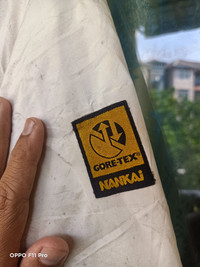 GORE-TEX®
NANKAI
OPPO F11 Pro